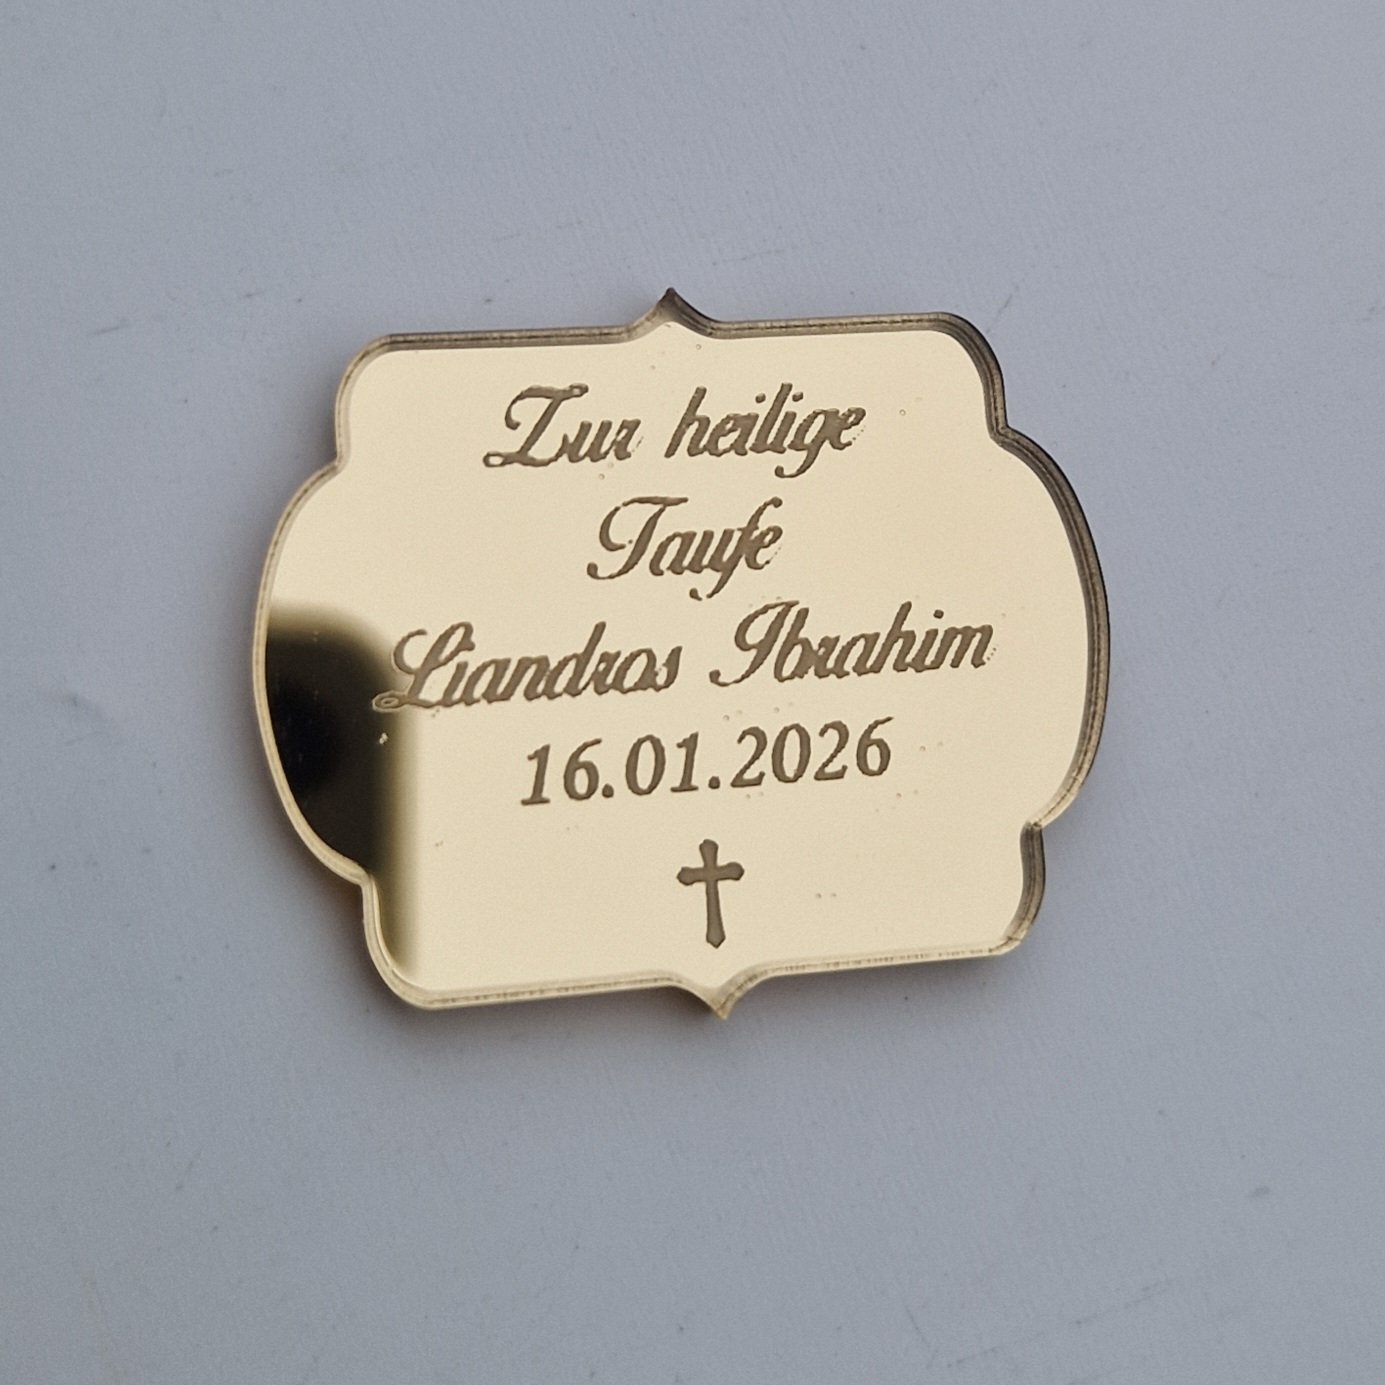 Zur heilige
Taufe
Liandros Ibrahim
16.01.2026